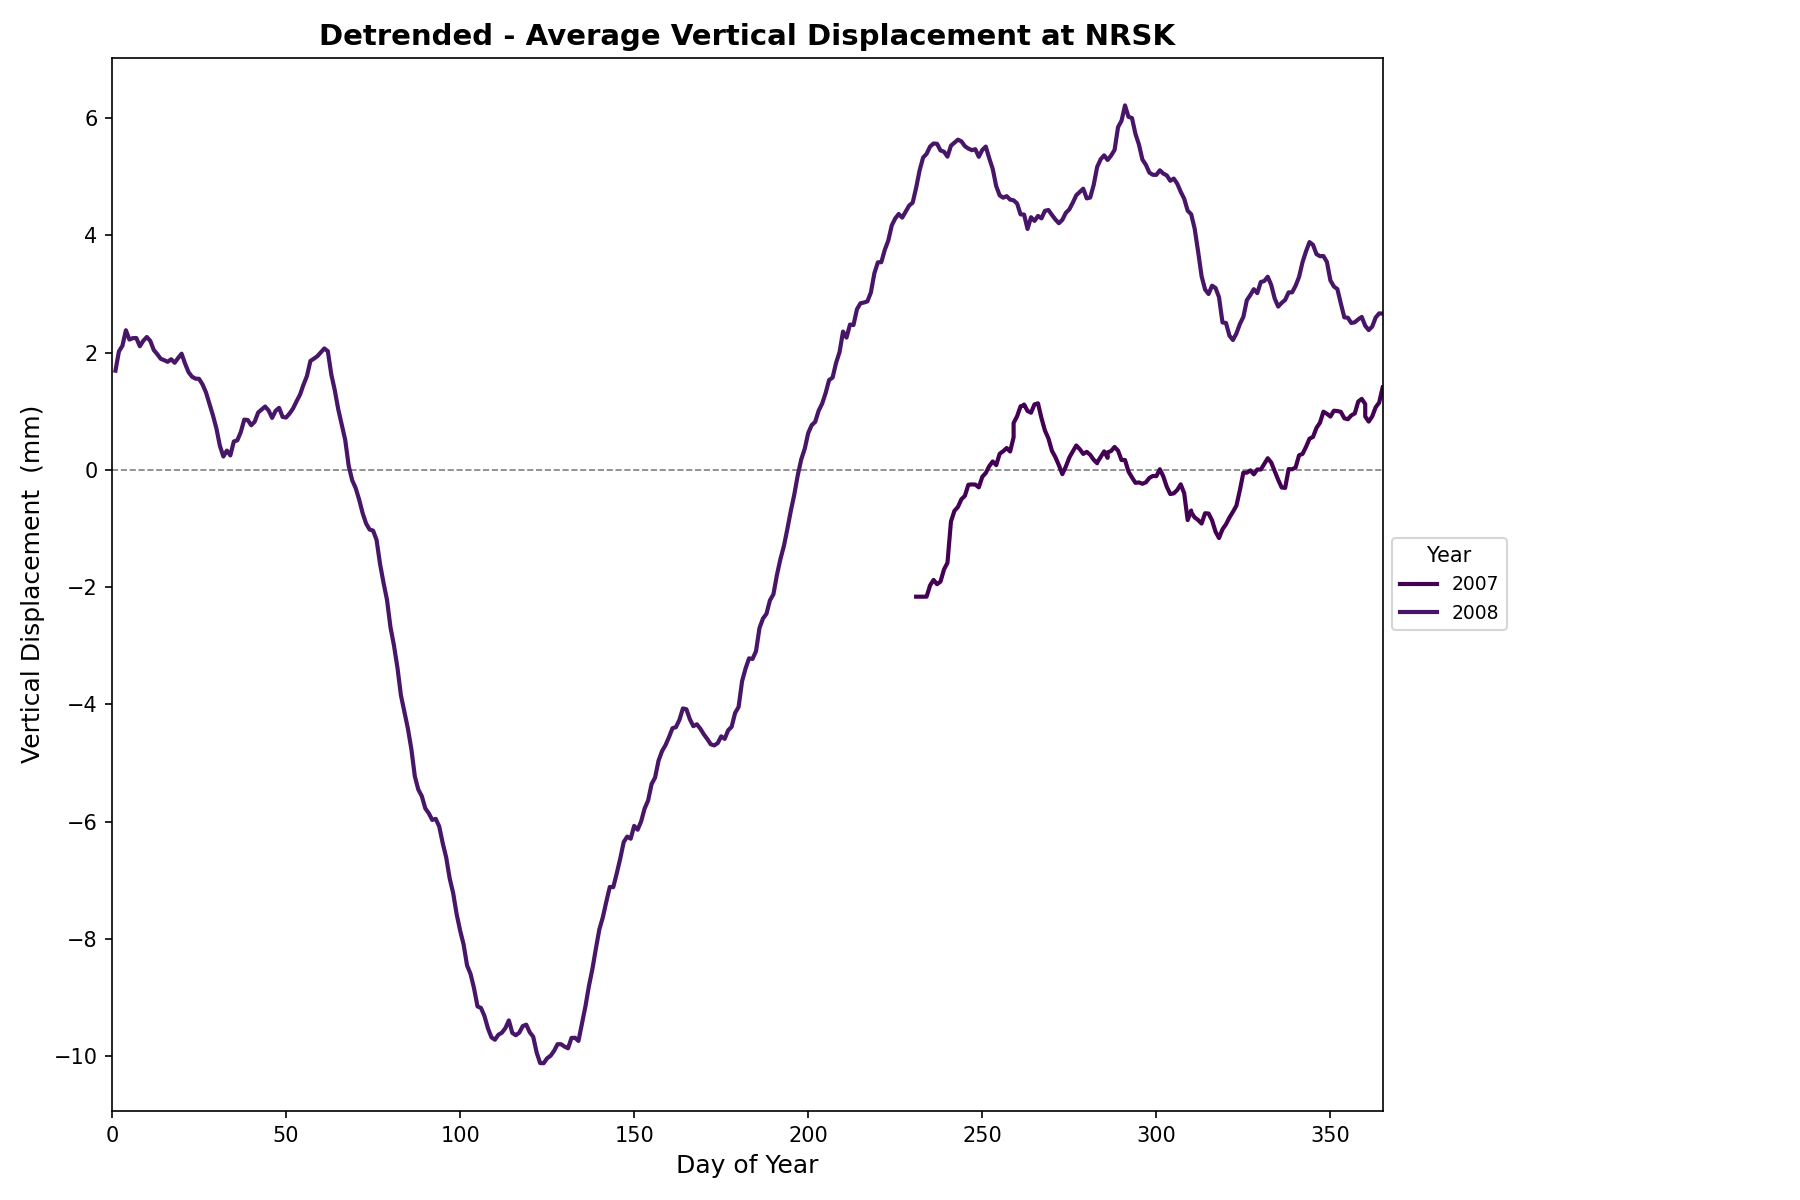 Detrended - Average Vertical Displacement at NRSK
6
4
2
0
−2
−4
−6
−8
−10
Vertical Displacement (mm)
0 50 100 150 200 250 300 350
Day of Year
Year
2007
2008